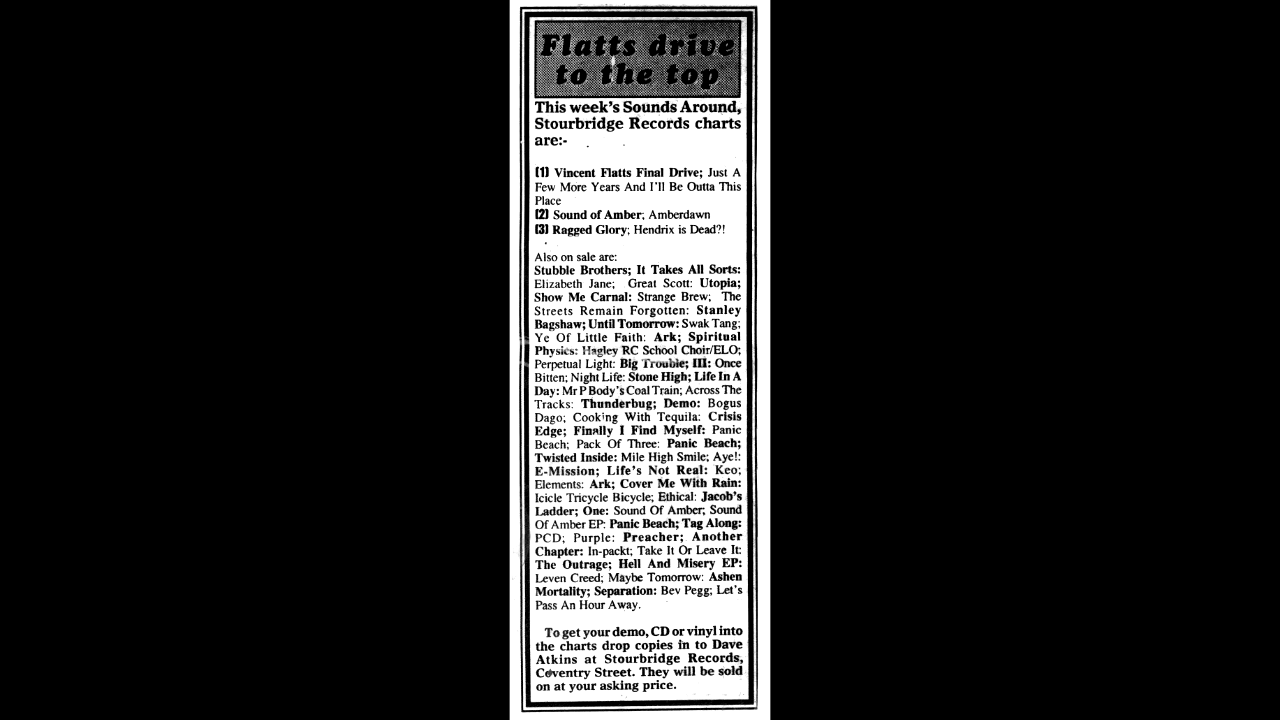 Flatts drive
to the top
This week's Sounds Around,
Stourbridge Records charts
are:-
(1) Vincent Flatts Final Drive; Just A
Few More Years And I'll Be Outta This
Place
(2) Sound of Amber; Amberdawn
(3) Ragged Glory; Hendrix is Dead?!
Also on sale are:
Stubble Brothers; It Takes All Sorts:
Elizabeth Jane; Great Scott: Utopia;
Show Me Carnal: Strange Brew; The
Streets Remain Forgotten: Stanley
Bagshaw; Until Tomorrow: Swak Tang;
Ye Of Little Faith: Ark; Spiritual
Physics: Hagley RC School Choir/ELO;
Perpetual Light: Big Trouble; III: Once
Bitten; Night Life: Stone High; Life In A
Day: Mr P Body's Coal Train; Across The
Tracks: Thunderbug; Demo: Bogus
Dago; Cooking With Tequila: Crisis
Edge; Finally I Find Myself: Panic
Beach; Pack Of Three: Panic Beach;
Twisted Inside: Mile High Smile; Aye!:
E-Mission; Life's Not Real: Keo;
Elements: Ark; Cover Me With Rain:
Icicle Tricycle Bicycle; Ethical: Jacob's
Ladder; One: Sound Of Amber; Sound
Of Amber EP: Panic Beach; Tag Along:
PCD; Purple: Preacher; Another
Chapter: In-packt; Take It Or Leave It:
The Outrage; Hell And Misery EP:
Leven Creed; Maybe Tomorrow: Ashen
Mortality; Separation: Bev Pegg; Let's
Pass An Hour Away.
To get your demo, CD or vinyl into
the charts drop copies in to Dave
Atkins at Stourbridge Records,
Coventry Street. They will be sold
on at your asking price.